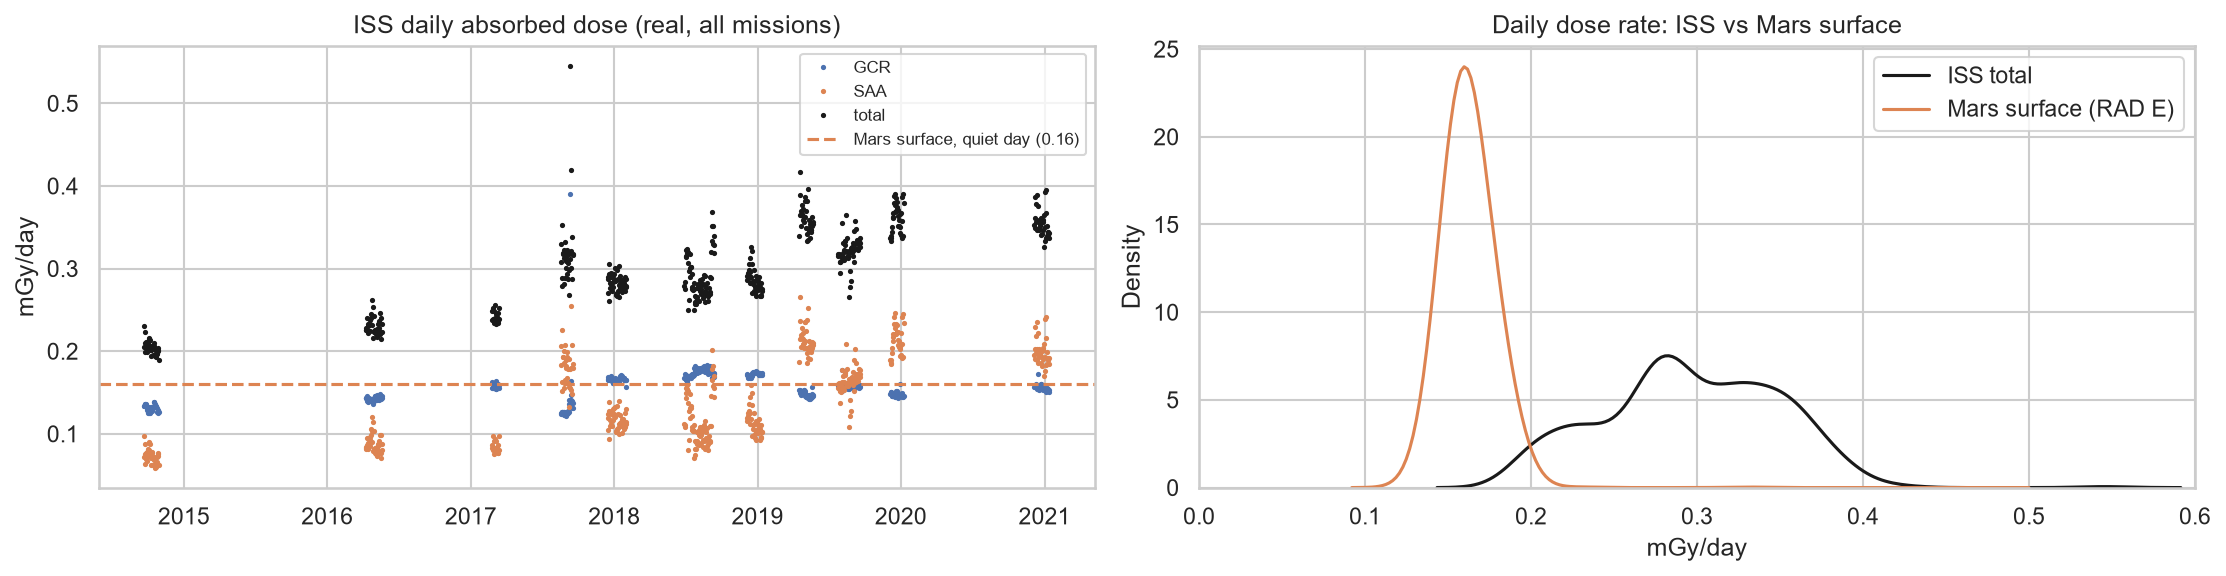 ISS daily absorbed dose (real, all missions)
mGy/day
0.5
0.4
0.3
0.2
0.1
2015 2016 2017 2018 2019 2020 2021
GCR
SAA
total
Mars surface, quiet day (0.16)
Daily dose rate: ISS vs Mars surface
Density
25
20
15
10
5
0
0.0 0.1 0.2 0.3 0.4 0.5 0.6
mGy/day
ISS total
Mars surface (RAD E)